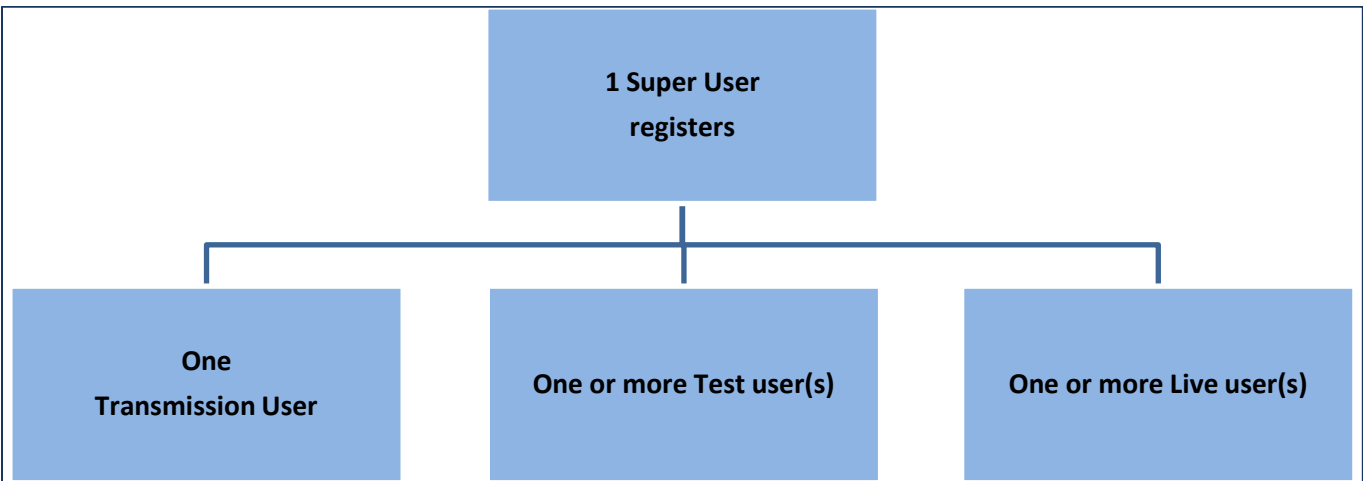 1 Super User
registers
One
Transmission User
One or more Test user(s)
One or more Live user(s)